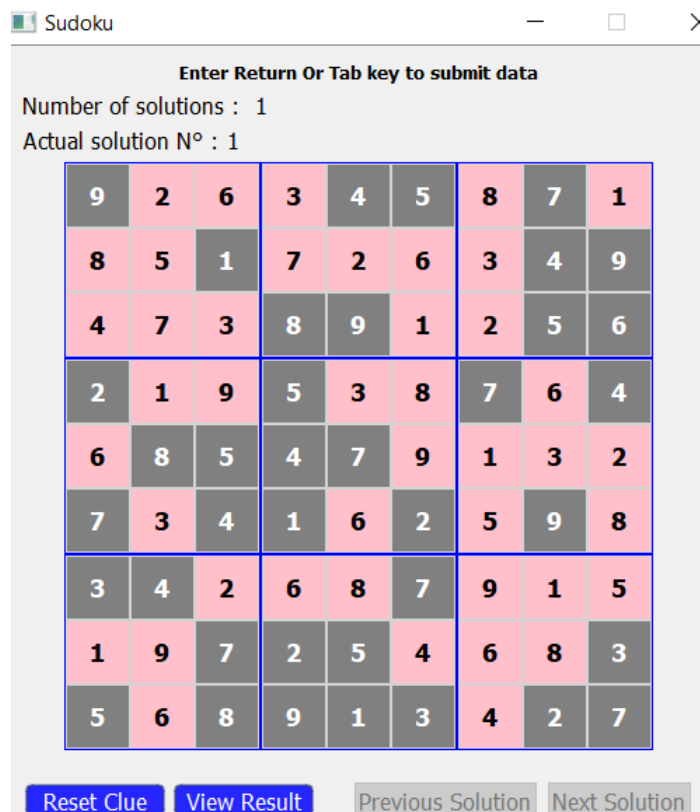 Sudoku
Enter Return Or Tab key to submit data
Number of solutions : 1
Actual solution N° : 1
9 2 6 3 4 5 8 7 1
8 5 1 7 2 6 3 4 9
4 7 3 8 9 1 2 5 6
2 1 9 5 3 8 7 6 4
6 8 5 4 7 9 1 3 2
7 3 4 1 6 2 5 9 8
3 4 2 6 8 7 9 1 5
1 9 7 2 5 4 6 8 3
5 6 8 9 1 3 4 2 7
Reset Clue View Result Previous Solution Next Solution